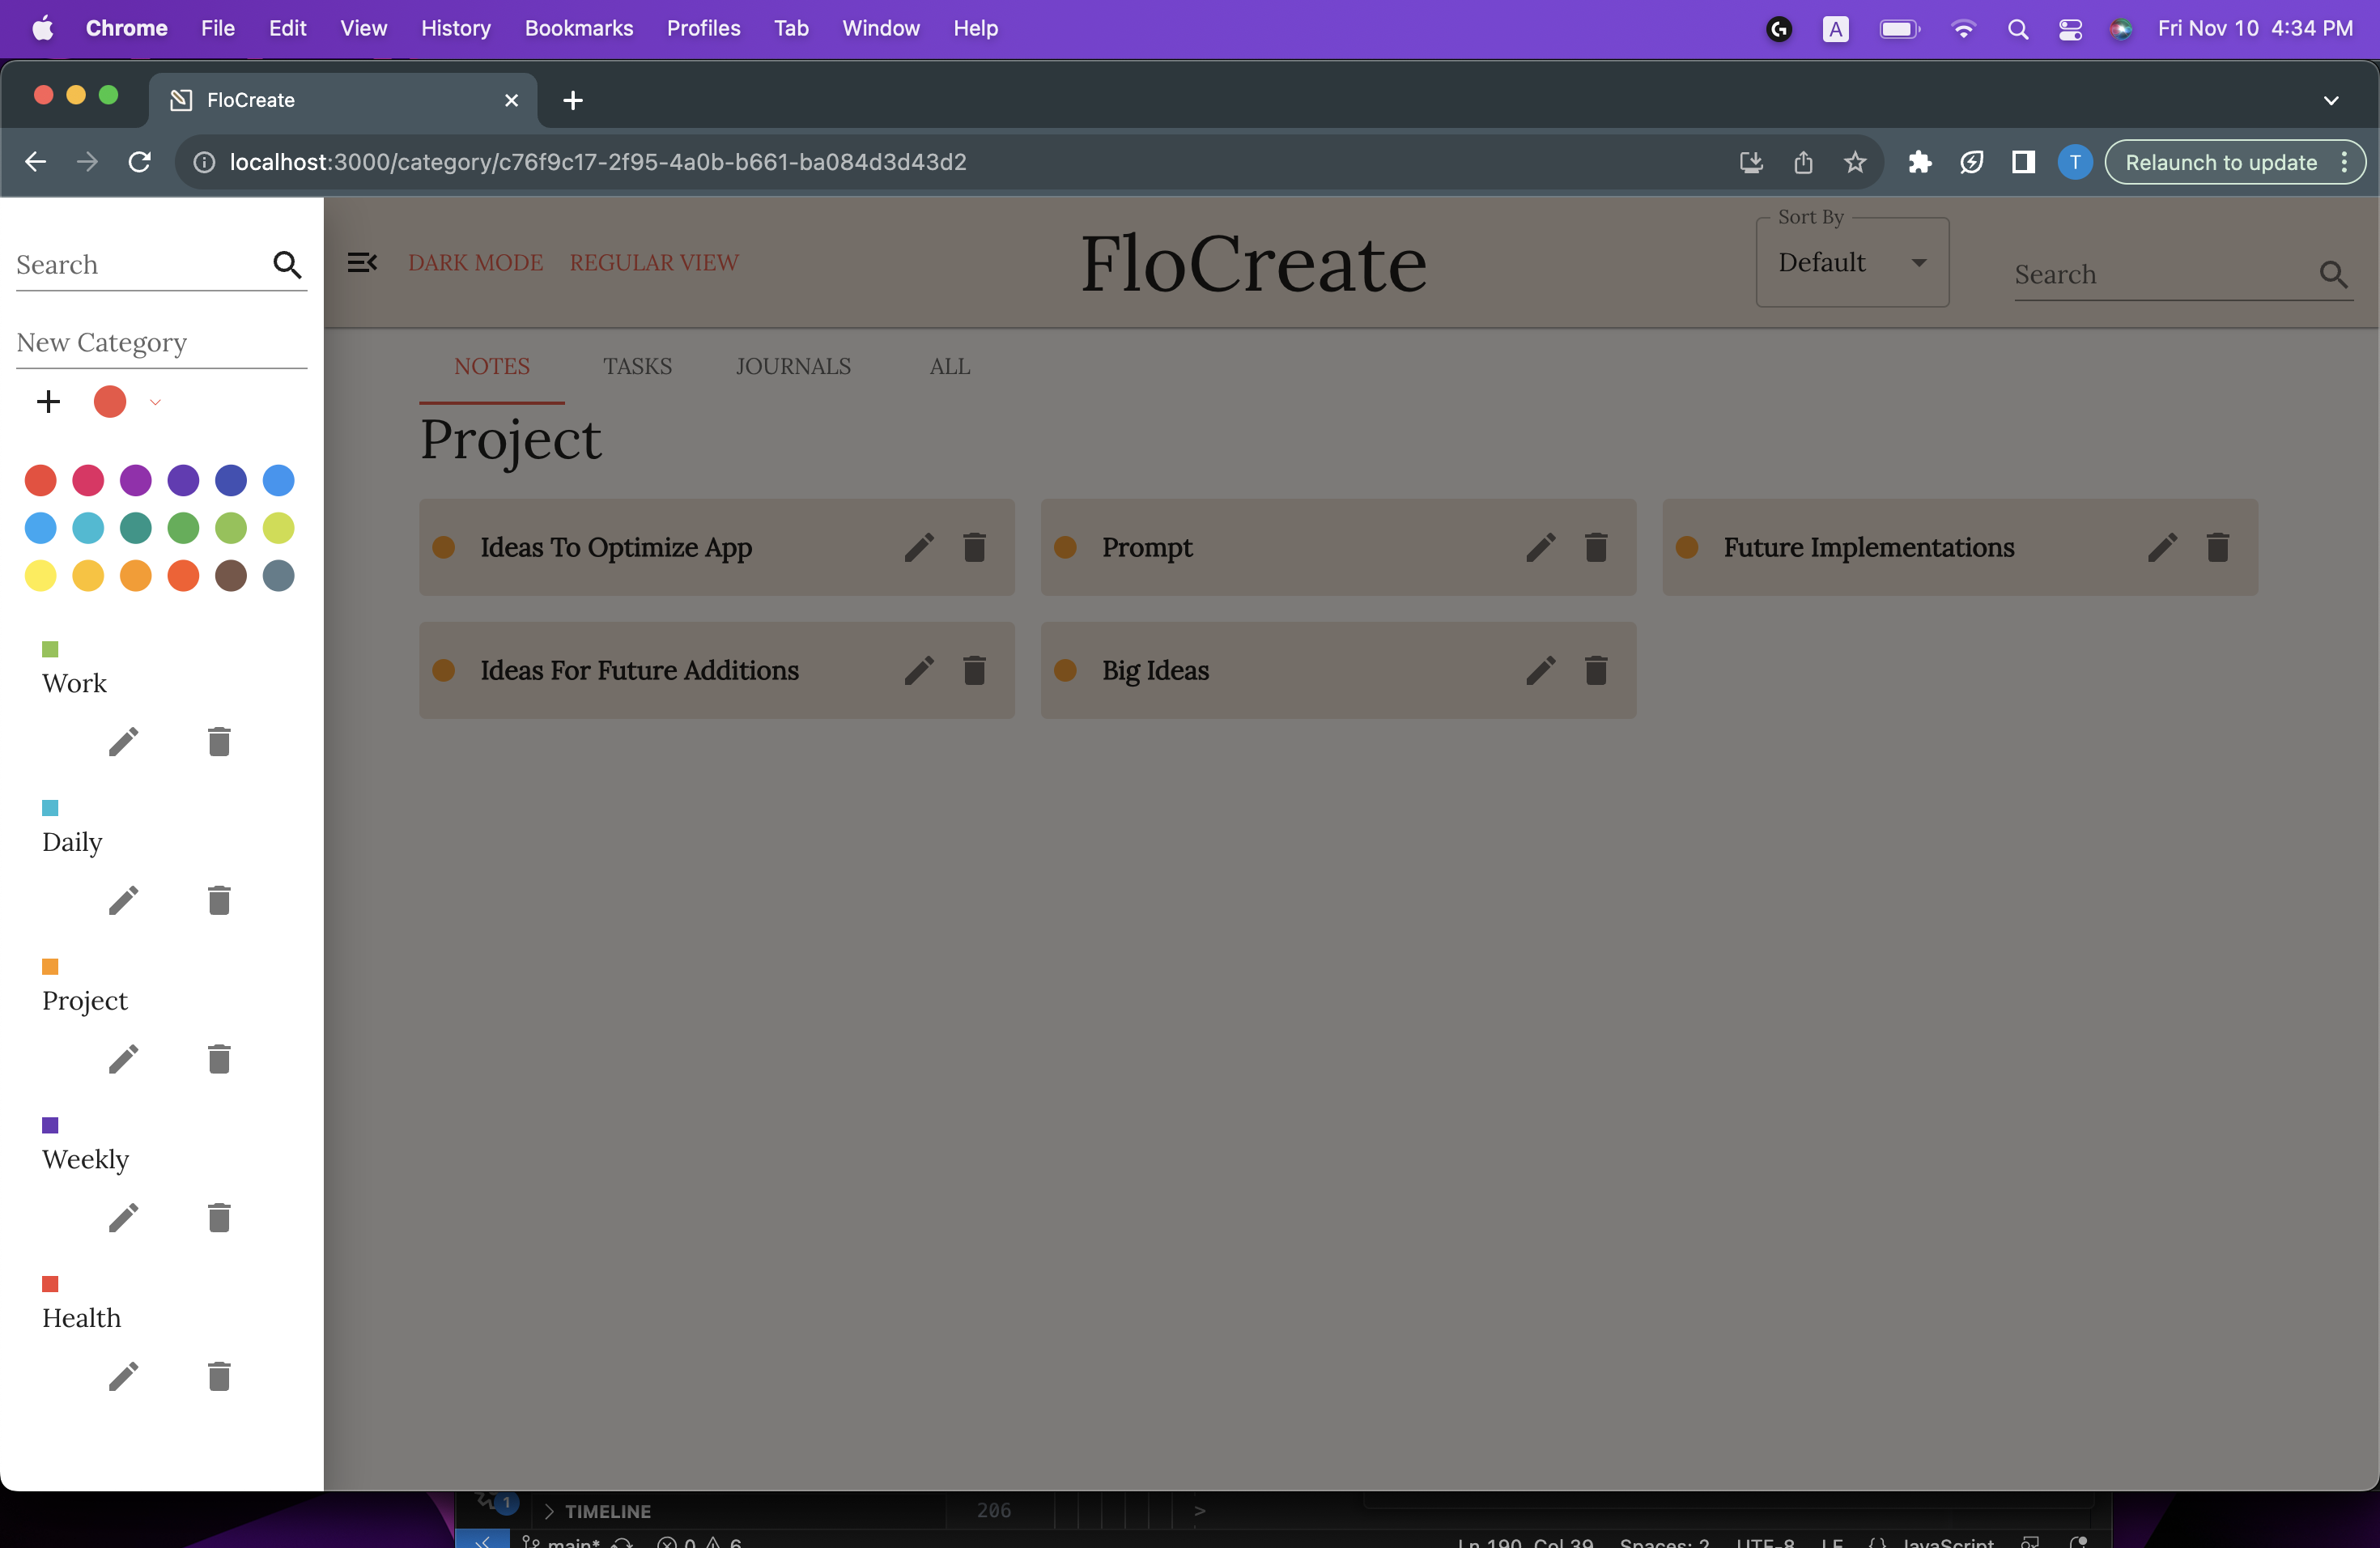 Chrome File Edit View History Bookmarks Profiles Tab Window Help A Fri Nov 10 4:34 PM
FloCreate
localhost:3000/category/c76f9c17-2f95-4a0b-b661-ba084d3d43d2 T Relaunch to update
Search
New Category
Work
Daily
Project
Weekly
Health
DARK MODE REGULAR VIEW
FloCreate
Sort By
Default
Search
NOTES TASKS JOURNALS ALL
Project
Ideas To Optimize App
Prompt
Future Implementations
Ideas For Future Additions
Big Ideas
1 TIMELINE 206 >
main* 0 6 Ln 190, Col 39 Spaces: 2 UTF-8 LF {} JavaScript